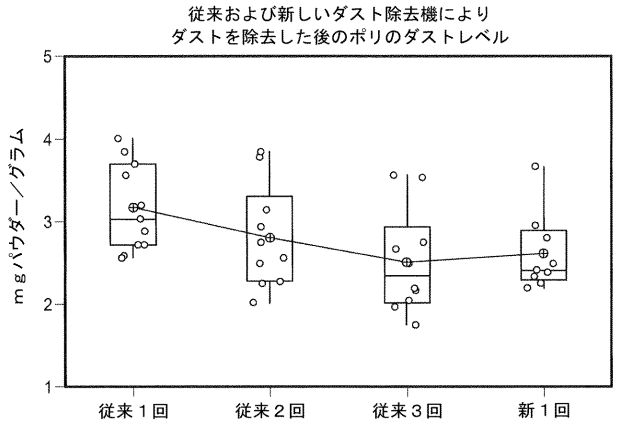 従来および新しいダスト除去機により
ダストを除去した後のポリのダストレベル
mgパウダー/グラム
5
4
3
2
1
従来1回
従来2回
従来3回
新1回